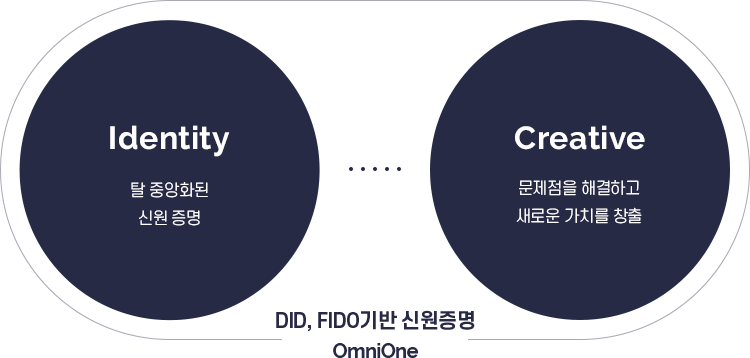 Identity
탈 중앙화된
신원 증명
Creative
문제점을 해결하고
새로운 가치를 창출
DID, FIDO기반 신원증명
OmniOne